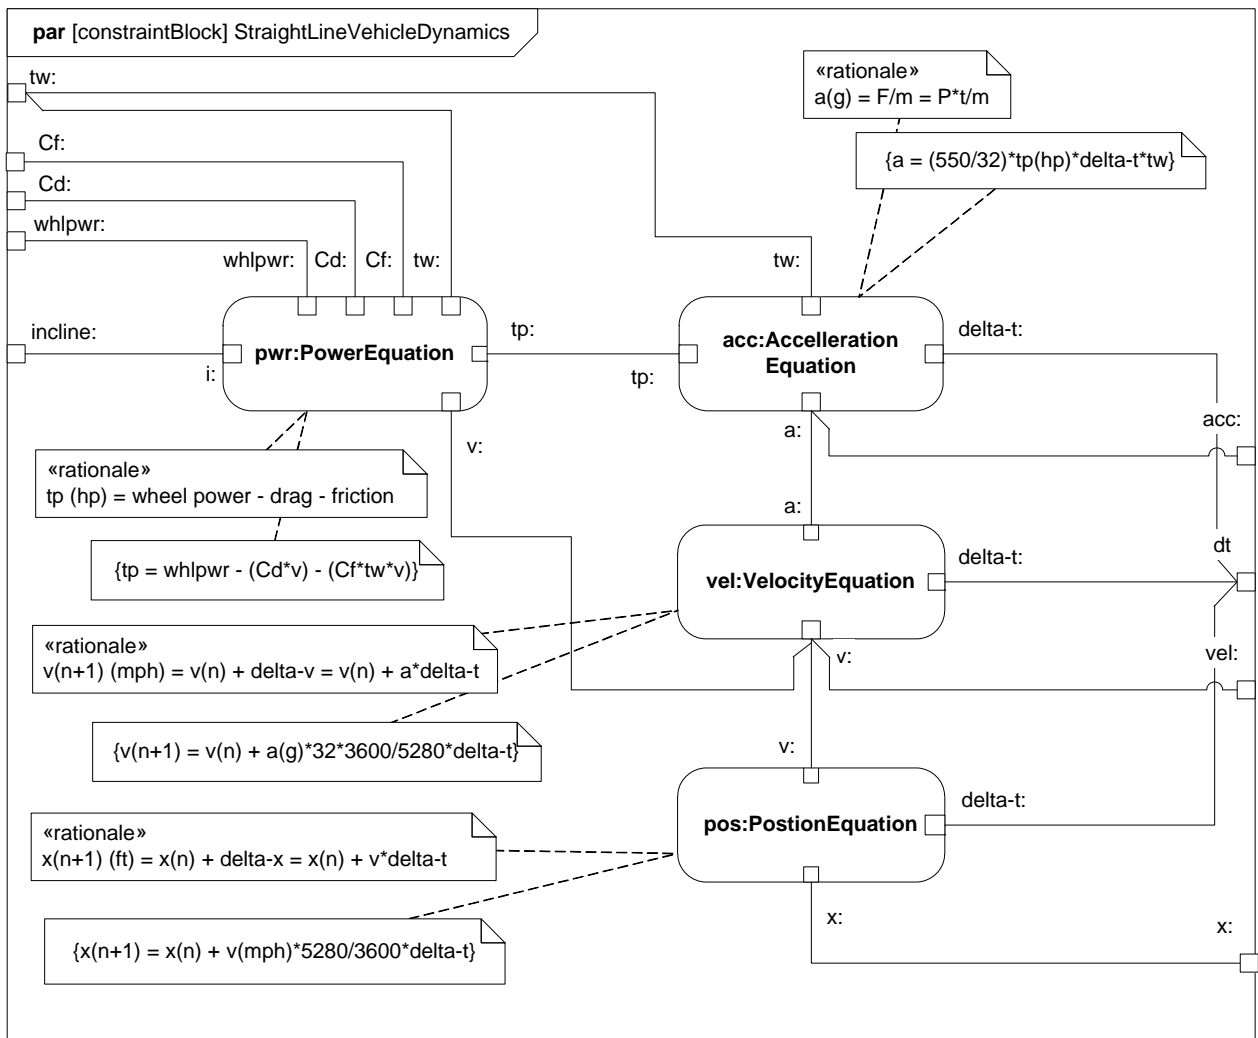 par [constraintBlock] StraightLineVehicleDynamics
tw:
«rationale»
a(g) = F/m = P*t/m
Cf:
{a = (550/32)*tp(hp)*delta-t*tw}
Cd:
whlpwr:
whlpwr:
Cd:
Cf:
tw:
tw:
incline:
tp:
delta-t:
pwr:PowerEquation
acc:Accelleration
Equation
i:
tp:
acc:
a:
v:
«rationale»
tp (hp) = wheel power - drag - friction
a:
dt
{tp = whlpwr - (Cd*v) - (Cf*tw*v)}
delta-t:
vel:VelocityEquation
«rationale»
v(n+1) (mph) = v(n) + delta-v = v(n) + a*delta-t
v:
vel:
{v(n+1) = v(n) + a(g)*32*3600/5280*delta-t}
v:
delta-t:
«rationale»
x(n+1) (ft) = x(n) + delta-x = x(n) + v*delta-t
pos:PostionEquation
x:
x:
{x(n+1) = x(n) + v(mph)*5280/3600*delta-t}